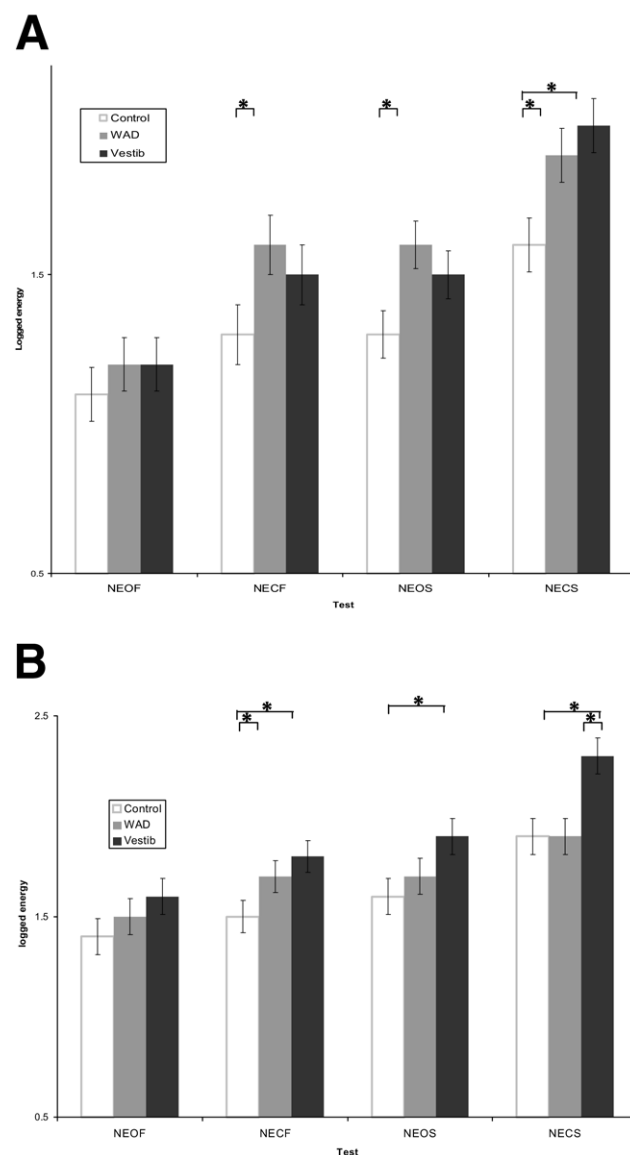 A
*
* * *
Control
WAD
Vestib
1.5
Logged energy
0.5
NEOF NECF NEOS NECS
Test
B
2.5
* * *
* *
Control
WAD
Vestib
1.5
logged energy
0.5
NEOF NECF NEOS NECS
Test